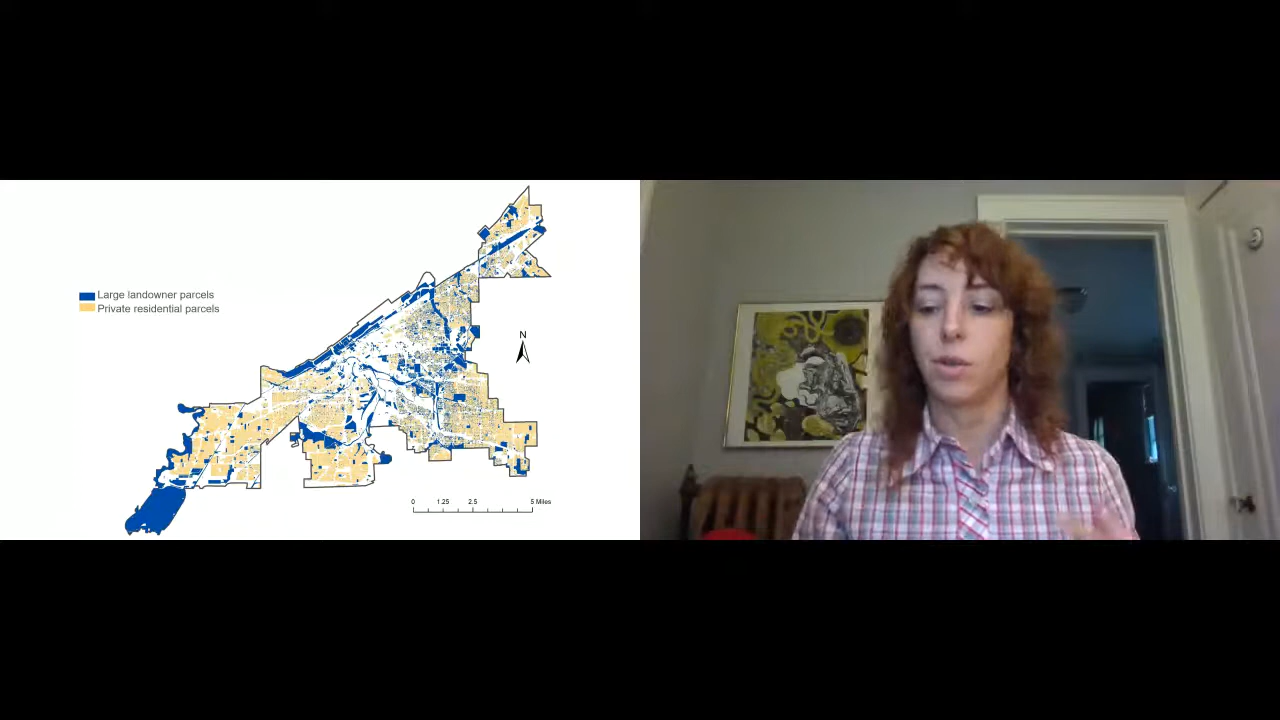 Large landowner parcels
Private residential parcels
N
0 1.25 2.5 5 Miles